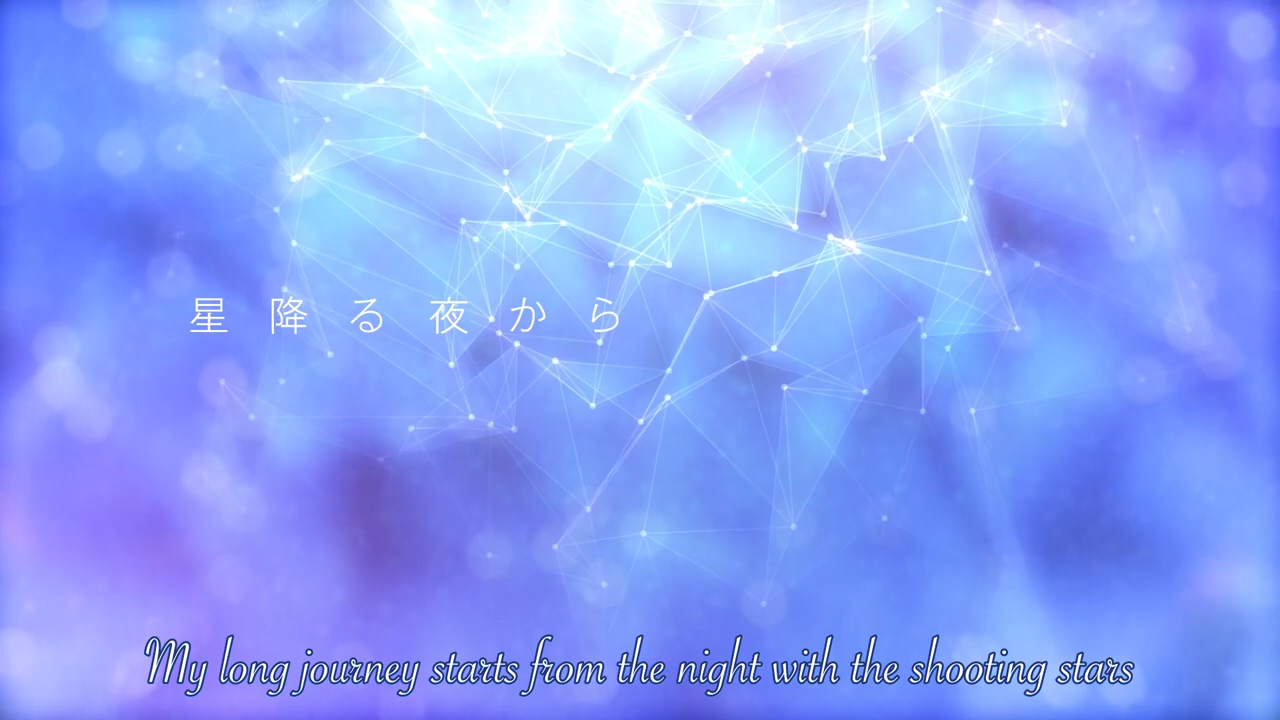 星降る夜から
My long journey starts from the night with the shooting stars